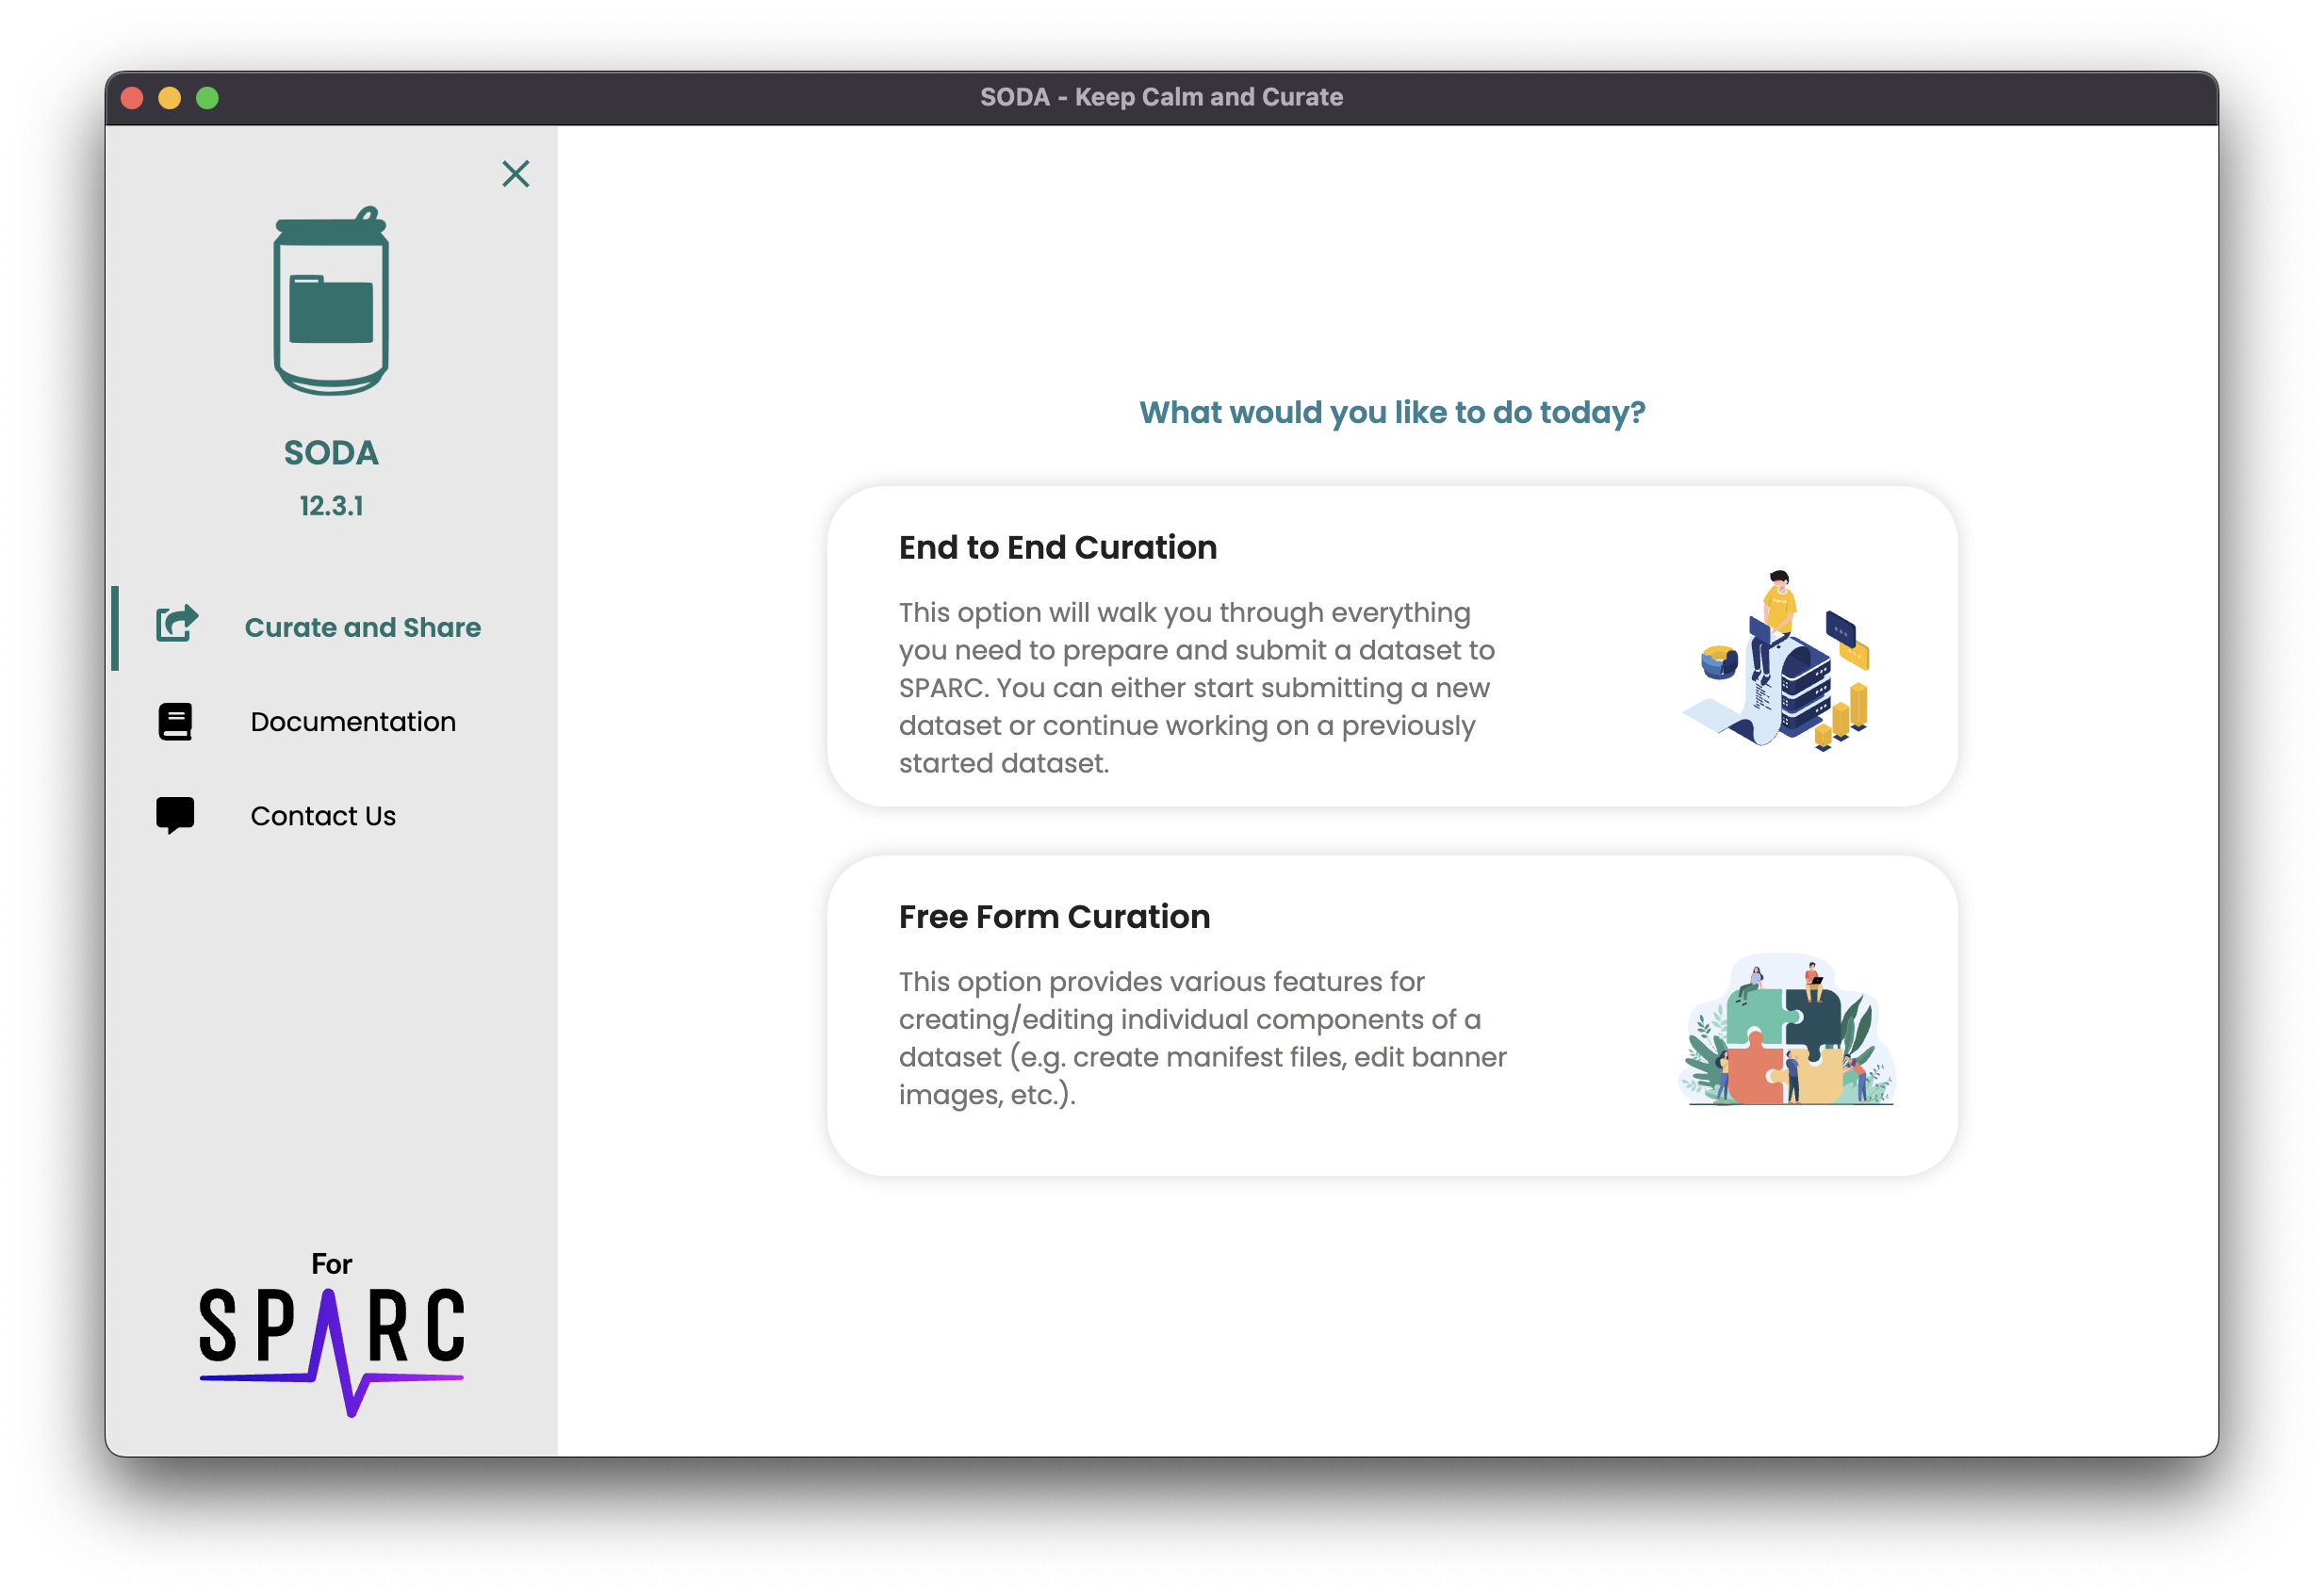 SODA - Keep Calm and Curate
SODA
12.3.1
Curate and Share
Documentation
Contact Us
For
SPARC
What would you like to do today?
End to End Curation
This option will walk you through everything
you need to prepare and submit a dataset to
SPARC. You can either start submitting a new
dataset or continue working on a previously
started dataset.
Free Form Curation
This option provides various features for
creating/editing individual components of a
dataset (e.g. create manifest files, edit banner
images, etc.).